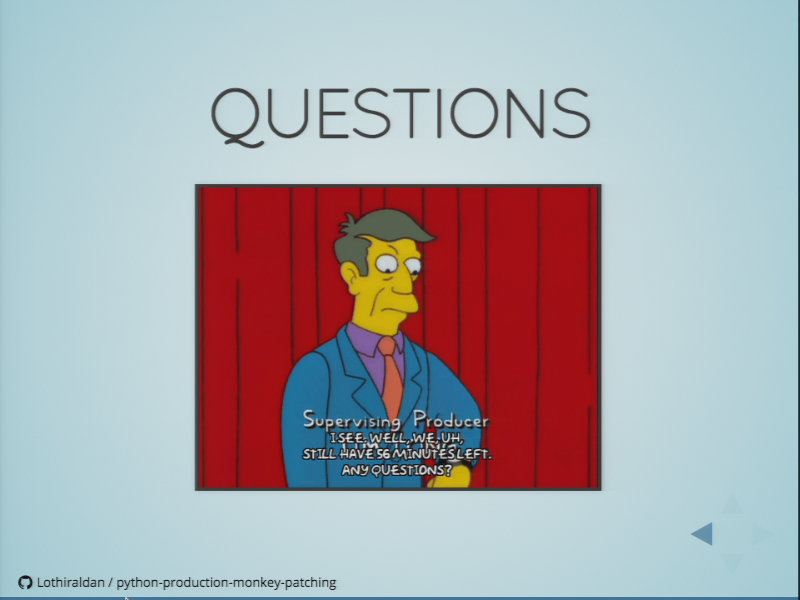 QUESTIONS
Supervising Producer
I SEE. WELL, WE, UH,
STILL HAVE 56 MINUTES LEFT.
ANY QUESTIONS?
Lothiraldan / python-production-monkey-patching